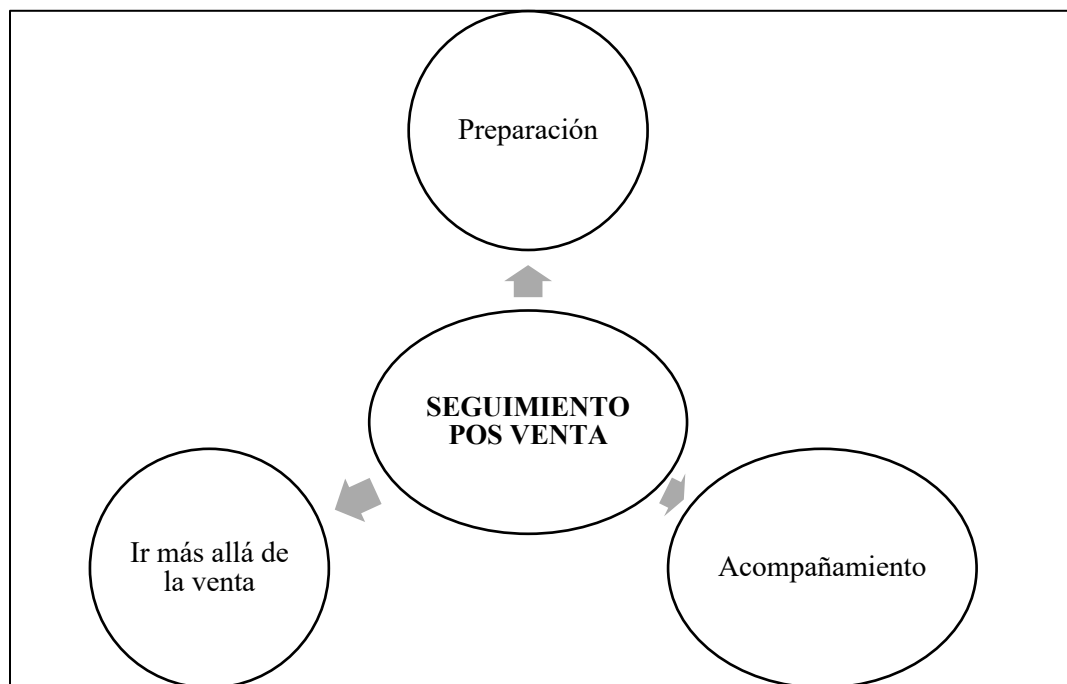 Preparación
SEGUIMIENTO
POS VENTA
Ir más allá de
la venta
Acompañamiento